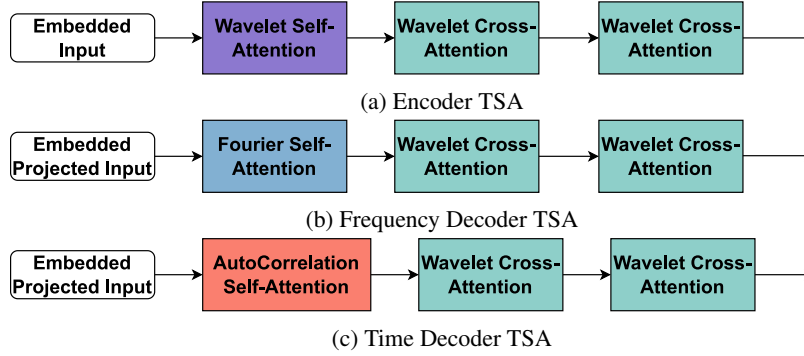 Embedded
Input
Wavelet Self-
Attention
Wavelet Cross-
Attention
Wavelet Cross-
Attention
(a) Encoder TSA
Embedded
Projected Input
Fourier Self-
Attention
Wavelet Cross-
Attention
Wavelet Cross-
Attention
(b) Frequency Decoder TSA
Embedded
Projected Input
AutoCorrelation
Self-Attention
Wavelet Cross-
Attention
Wavelet Cross-
Attention
(c) Time Decoder TSA